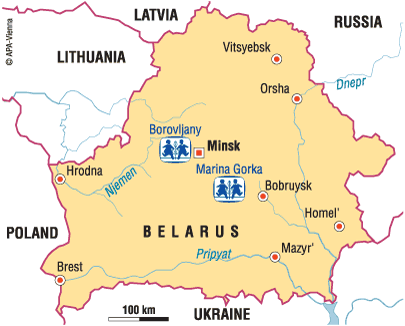 LATVIA
RUSSIA
© APA-Vienna
LITHUANIA
Vitsyebsk
Orsha
Dnepr
Borovljany
Minsk
Marina Gorka
Hrodna
Njemen
Bobruysk
Homel'
POLAND
BELARUS
Pripyat
Mazyr'
Brest
100 km
UKRAINE